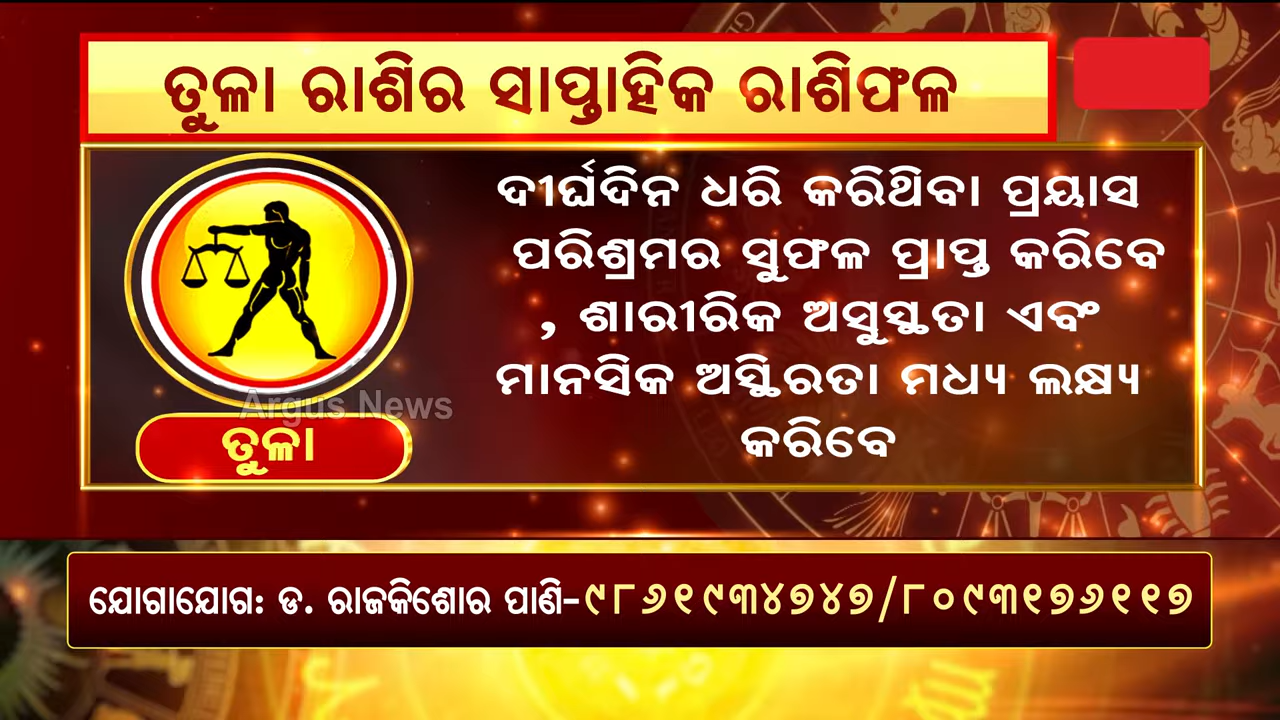 ତୁଳା ରାଶିର ସାପ୍ତାହିକ ରାଶିଫଳ
ଦୀର୍ଘଦିନ ଧରି କରିଥିବା ପ୍ରୟାସ
ପରିଶ୍ରମର ସୁଫଳ ପ୍ରାପ୍ତ କରିବେ
, ଶାରୀରିକ ଅସୁସ୍ଥତା ଏବଂ
ମାନସିକ ଅସ୍ଥିରତା ମଧ୍ୟ ଲକ୍ଷ୍ୟ
କରିବେ
Argus News
ତୁଳା
ଯୋଗାଯୋଗ: ଡ. ରାଜକିଶୋର ପାଣି-୯୮୬୧୯୩୪୭୪୭/୮୦୯୩୧୭୬୧୧୭